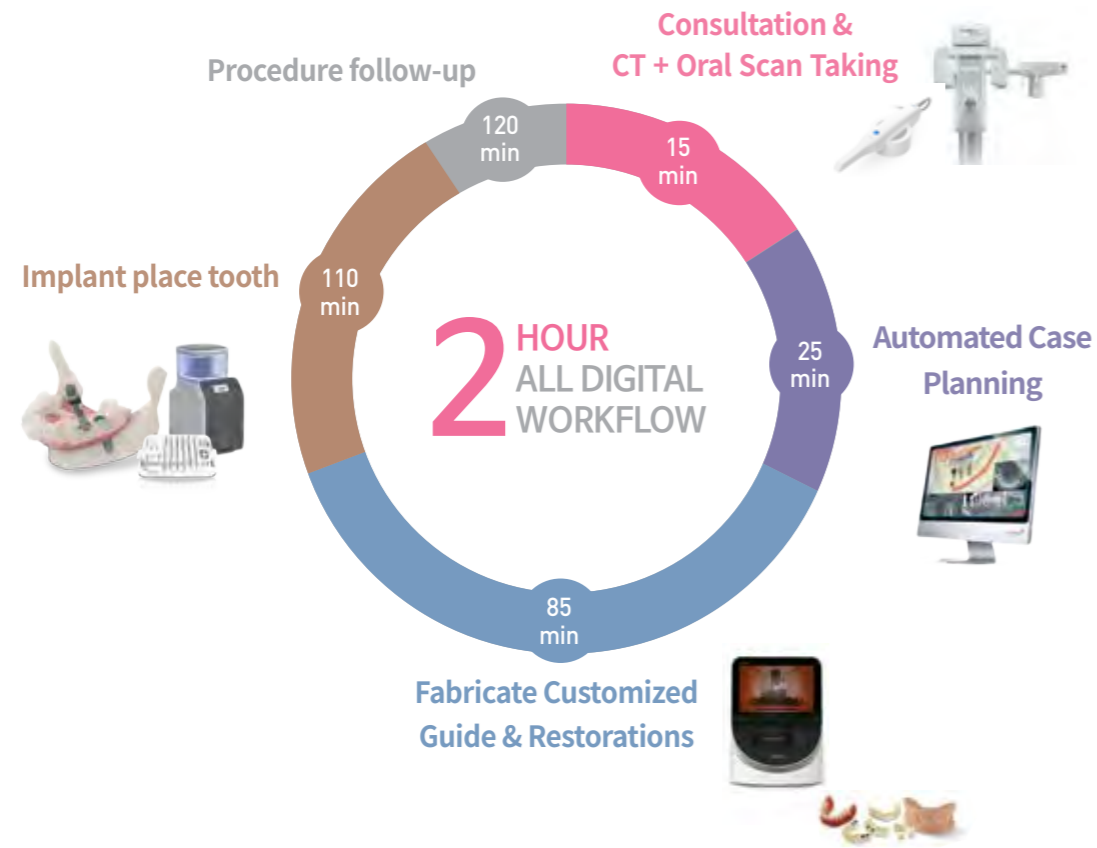 Consultation &
CT + Oral Scan Taking
Procedure follow-up
120
min
15
min
Implant place tooth
110
min
2 HOUR
ALL DIGITAL
WORKFLOW
25
min
Automated Case
Planning
85
min
Fabricate Customized
Guide & Restorations